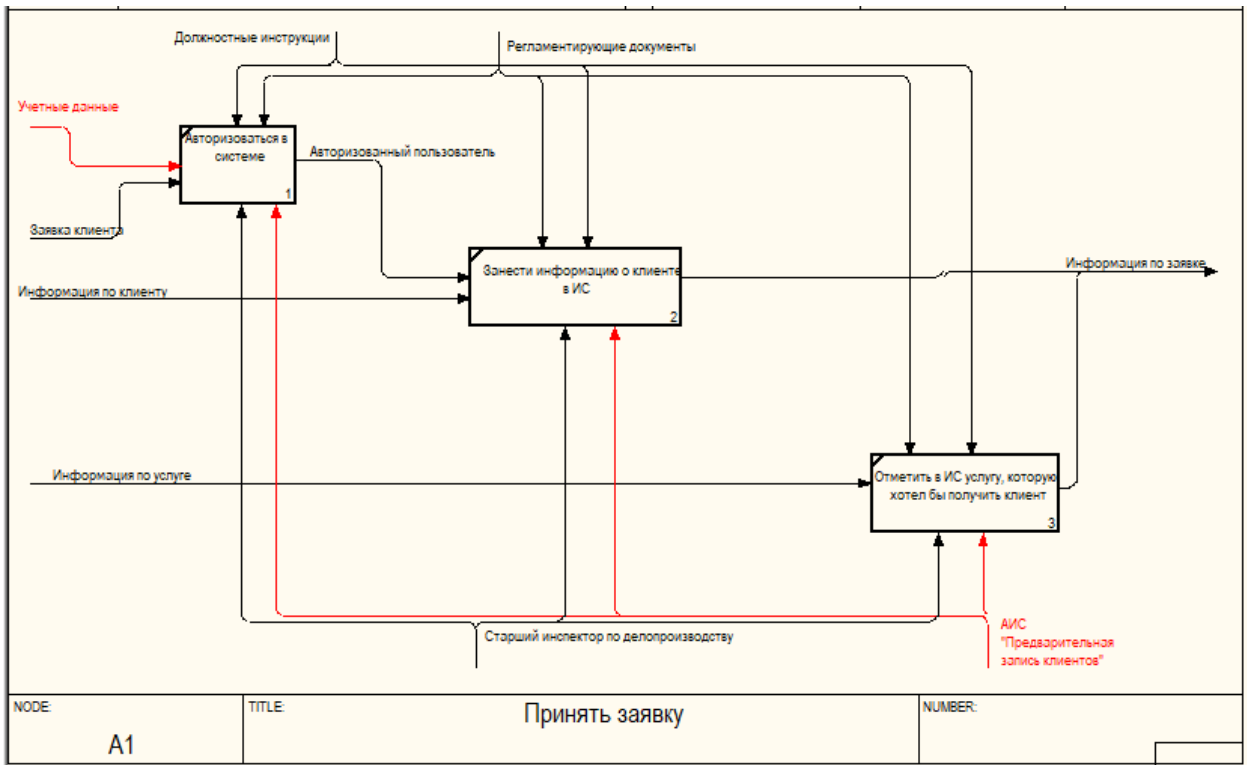 Должностные инструкции
Регламентирующие документы
Учетные данные
Авторизоваться в
системе
1
Авторизованный пользователь
Заявка клиента
Информация по клиенту
Занести информацию о клиенте
в ИС
2
Информация по заявке
Информация по услуге
Отметить в ИС услугу, которую
хотел бы получить клиент
3
Старший инспектор по делопроизводству
АИС
"Предварительная
запись клиентов"
NODE:
A1
TITLE:
Принять заявку
NUMBER: